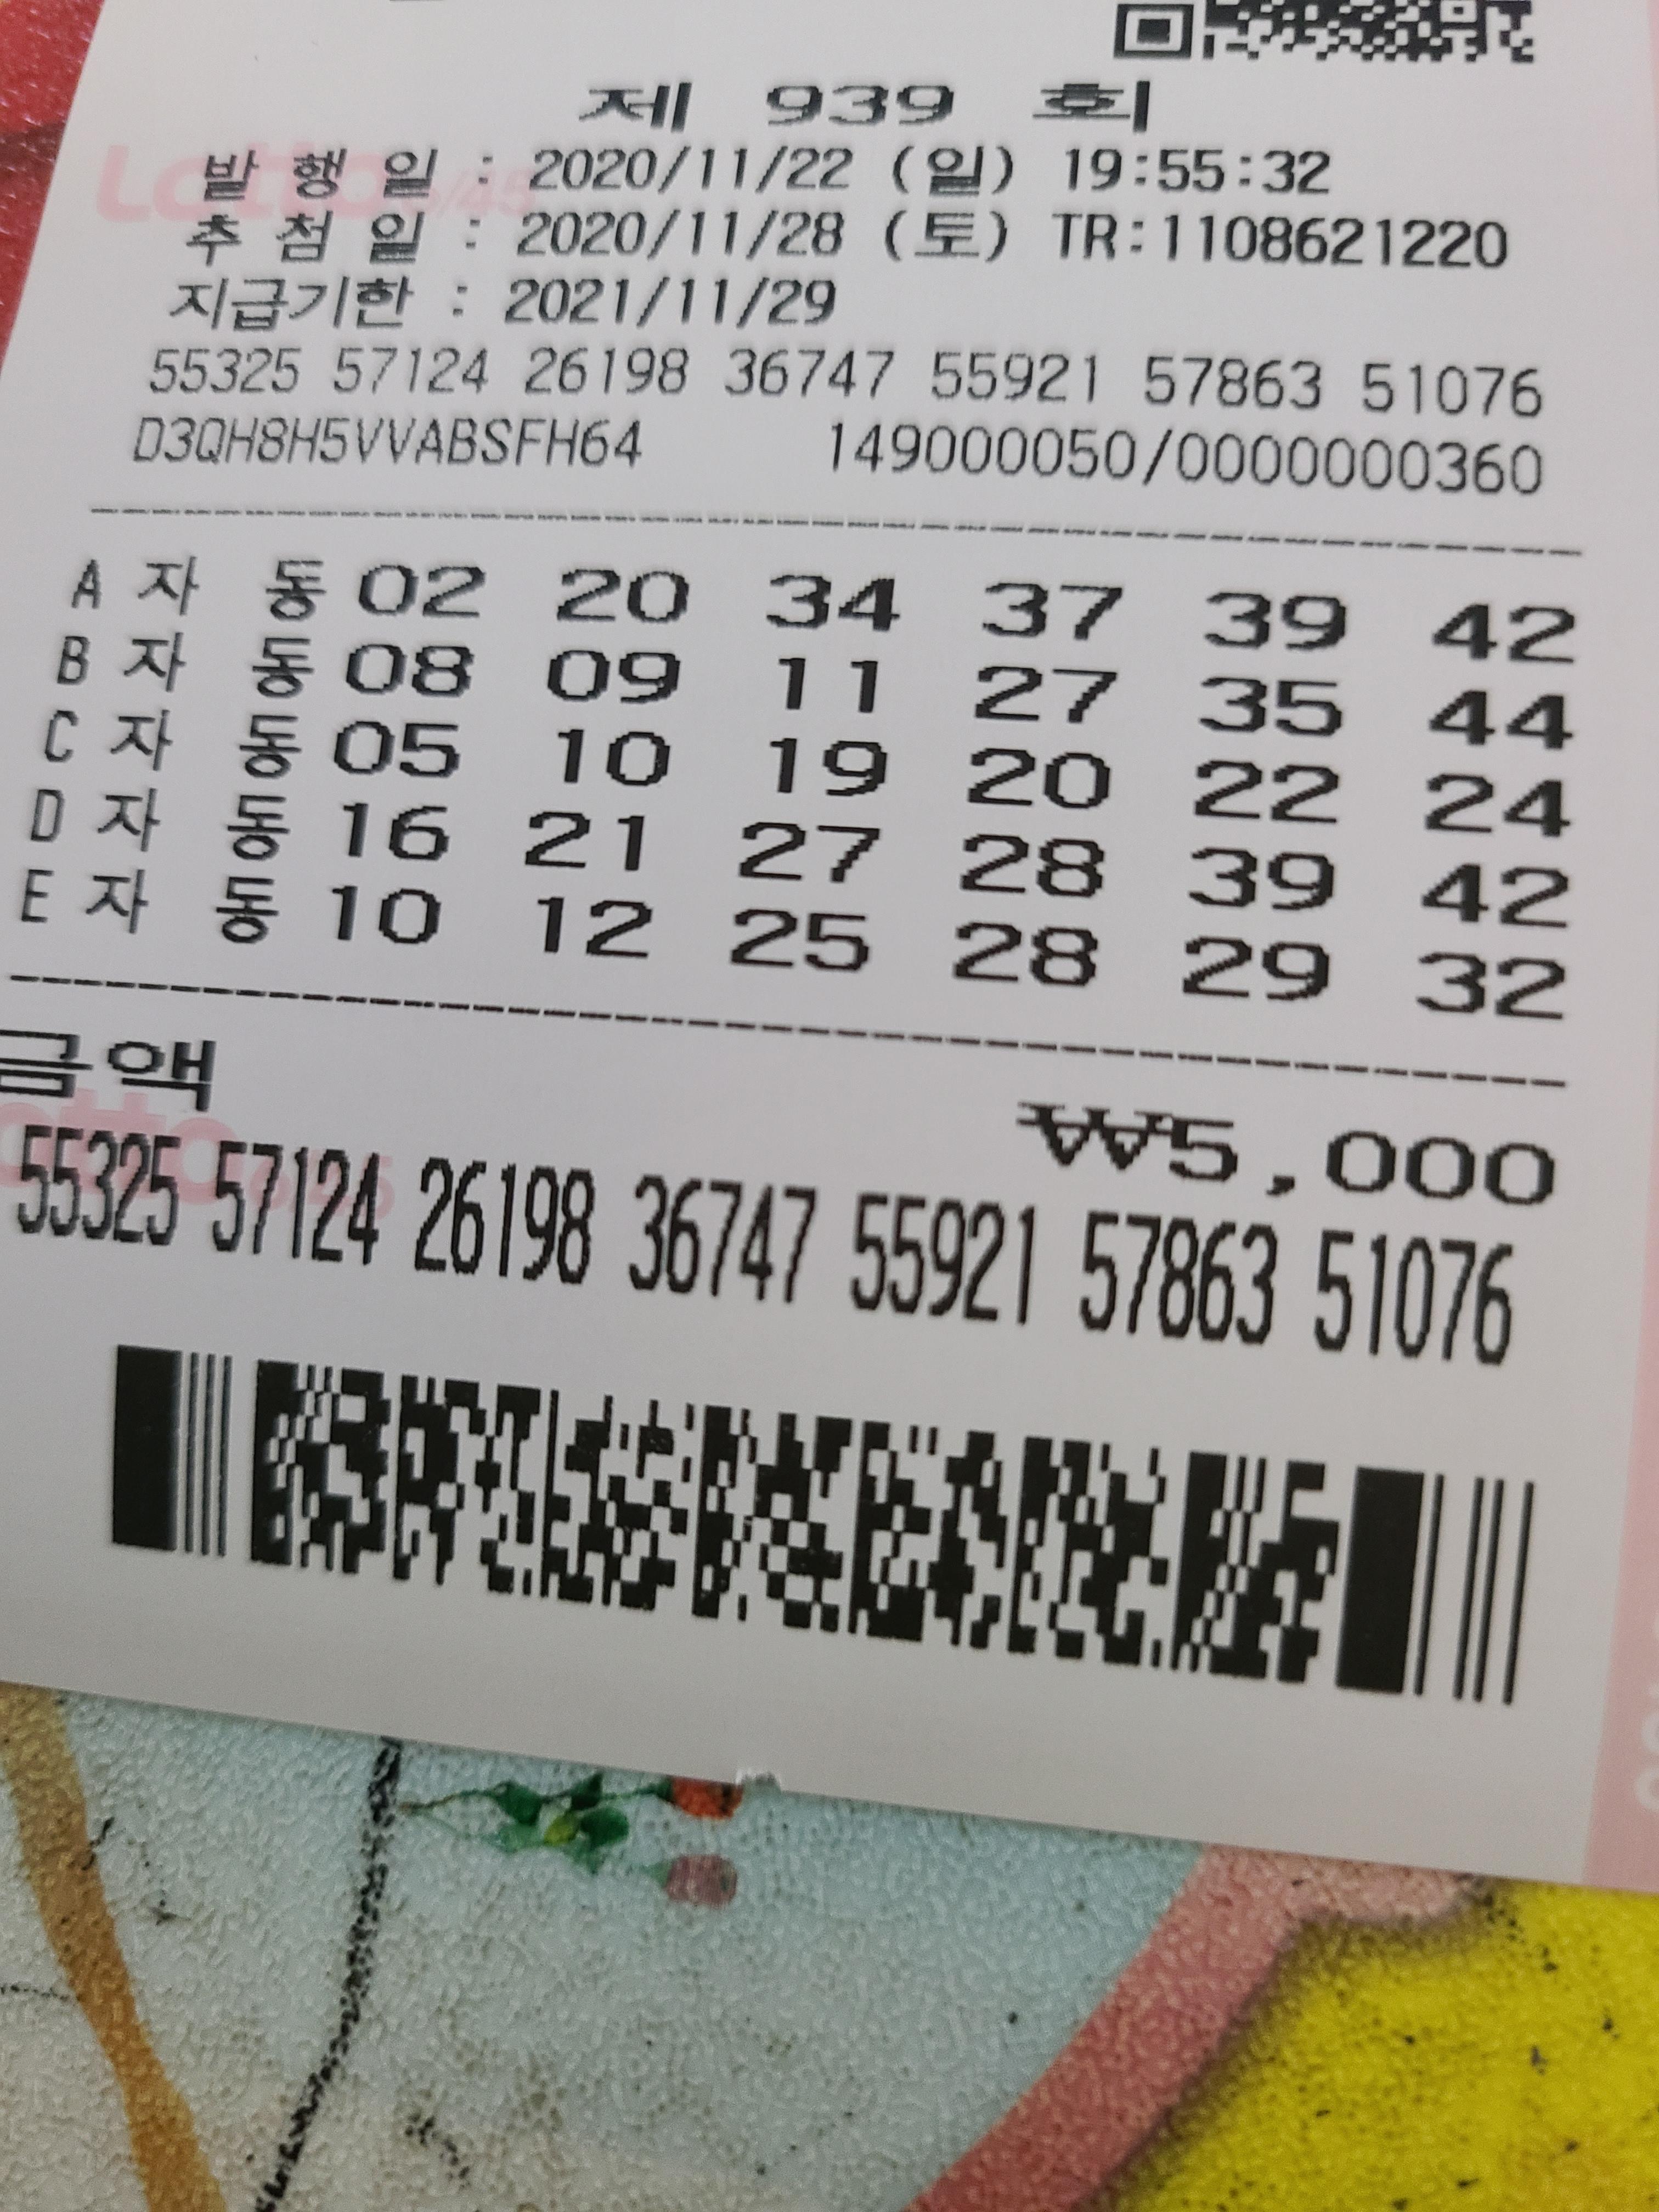 제 939 회
발 행 일 : 2020/11/22 (일) 19:55:32
추 첨 일 : 2020/11/28 (토) TR:1108621220
지급기한 : 2021/11/29
55325 57124 26198 36747 55921 57863 51076
D3QH8H5VVABSFH64 149000050/0000000360
A 자 동 02 20 34 37 39 42
B 자 동 08 09 11 27 35 44
C 자 동 05 10 19 20 22 24
D 자 동 16 21 27 28 39 42
E 자 동 10 12 25 28 29 32
금액 ₩5,000
55325 57124 26198 36747 55921 57863 51076